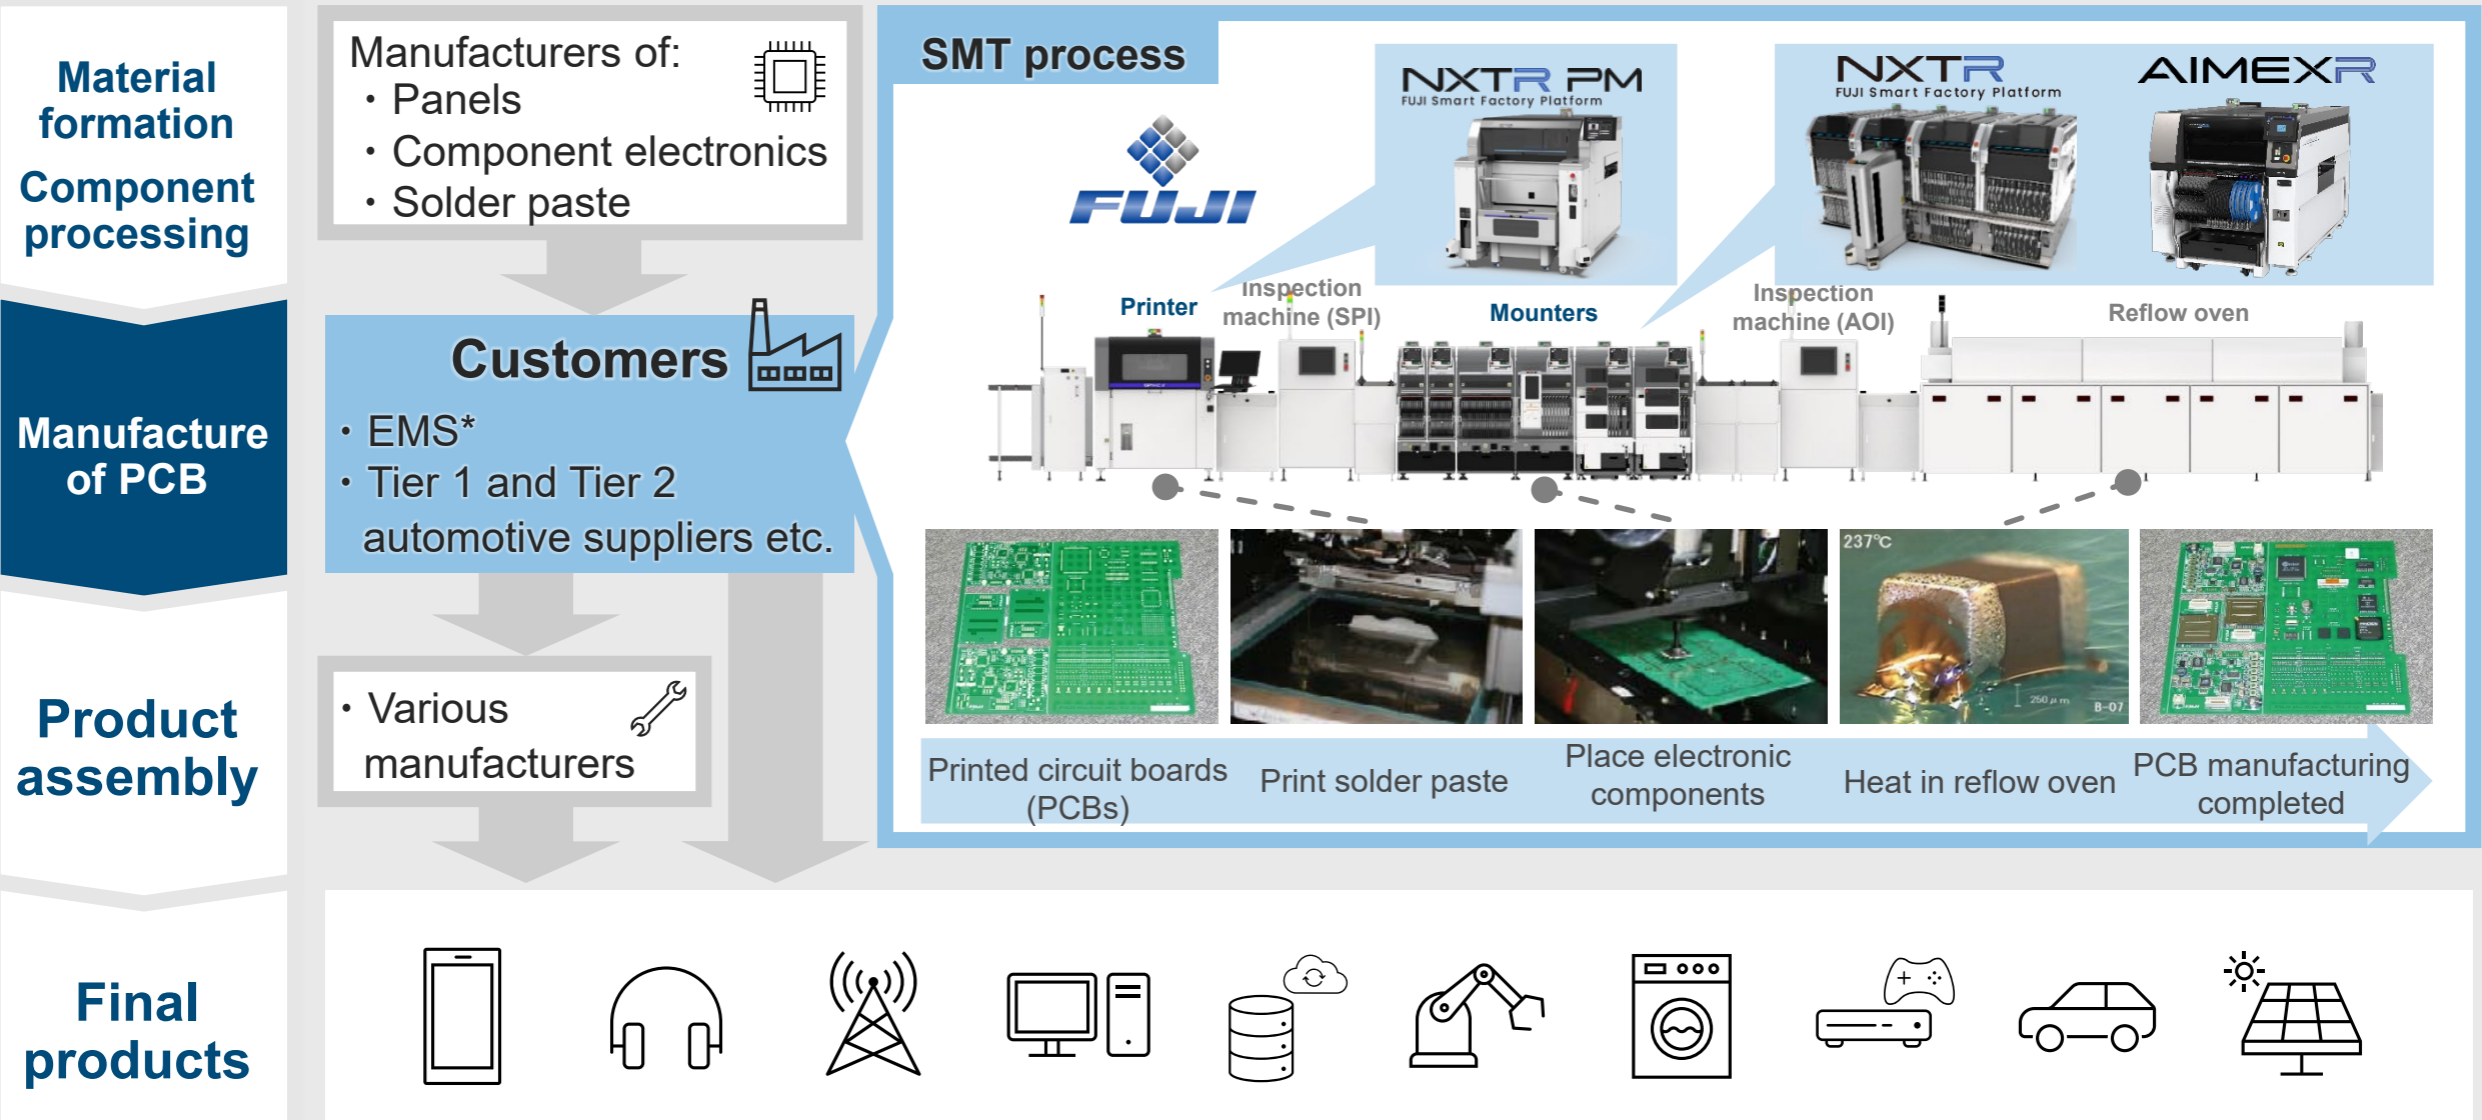 Material
formation
Component
processing
Manufacturers of:
・Panels
・Component electronics
・Solder paste
Manufacture
of PCB
Customers
・EMS*
・Tier 1 and Tier 2
automotive suppliers etc.
Product
assembly
・Various
manufacturers
Final
products
SMT process
FUJI
NXTR PM
FUJI Smart Factory Platform
NXTR
FUJI Smart Factory Platform
AIMEXR
Printer
Inspection
machine (SPI)
Mounters
Inspection
machine (AOI)
Reflow oven
237℃
250 μm
B-07
Printed circuit boards
(PCBs)
Print solder paste
Place electronic
components
Heat in reflow oven
PCB manufacturing
completed